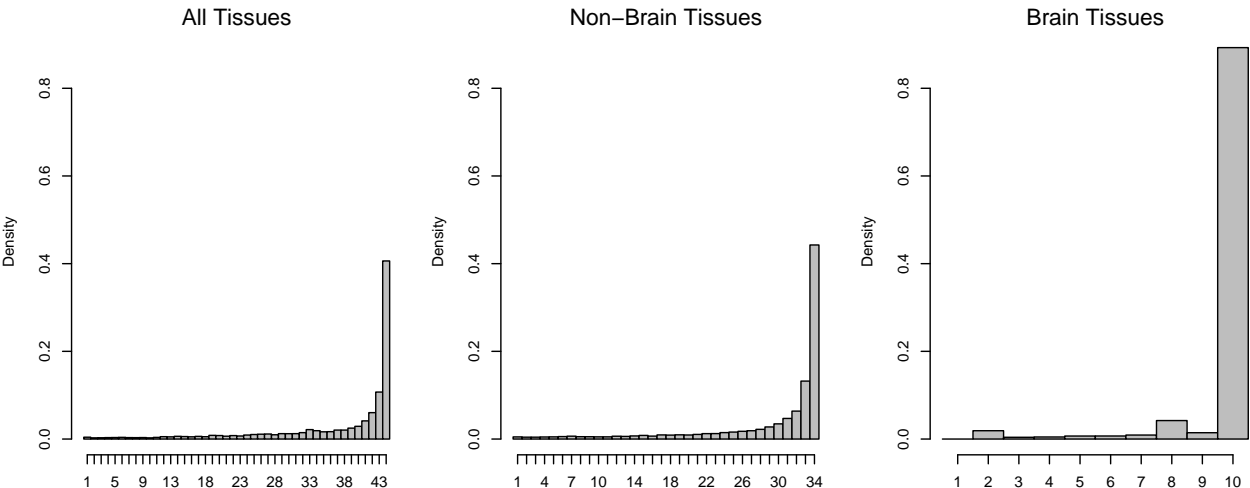 All Tissues
Density
0.0 0.2 0.4 0.6 0.8
1 5 9 13 18 23 28 33 38 43
Non−Brain Tissues
Density
0.0 0.2 0.4 0.6 0.8
1 4 7 10 14 18 22 26 30 34
Brain Tissues
Density
0.0 0.2 0.4 0.6 0.8
1 2 3 4 5 6 7 8 9 10